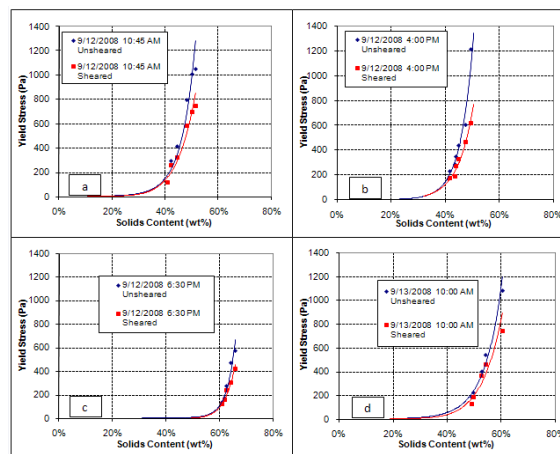 1400
1200
1000
800
600
400
200
0
Yield Stress (Pa)
9/12/2008 10:45 AM
Unsheared
9/12/2008 10:45 AM
Sheared
a
0% 20% 40% 60% 80%
Solids Content (wt%)
1400
1200
1000
800
600
400
200
0
Yield Stress (Pa)
9/12/2008 4:00 PM
Unsheared
9/12/2008 4:00 PM
Sheared
b
0% 20% 40% 60% 80%
Solids Content (wt%)
1400
1200
1000
800
600
400
200
0
Yield Stress (Pa)
9/12/2008 6:30 PM
Unsheared
9/12/2008 6:30 PM
Sheared
c
0% 20% 40% 60% 80%
Solids Content (wt%)
1400
1200
1000
800
600
400
200
0
Yield Stress (Pa)
9/13/2008 10:00 AM
Unsheared
9/13/2008 10:00 AM
Sheared
d
0% 20% 40% 60% 80%
Solids Content (wt%)